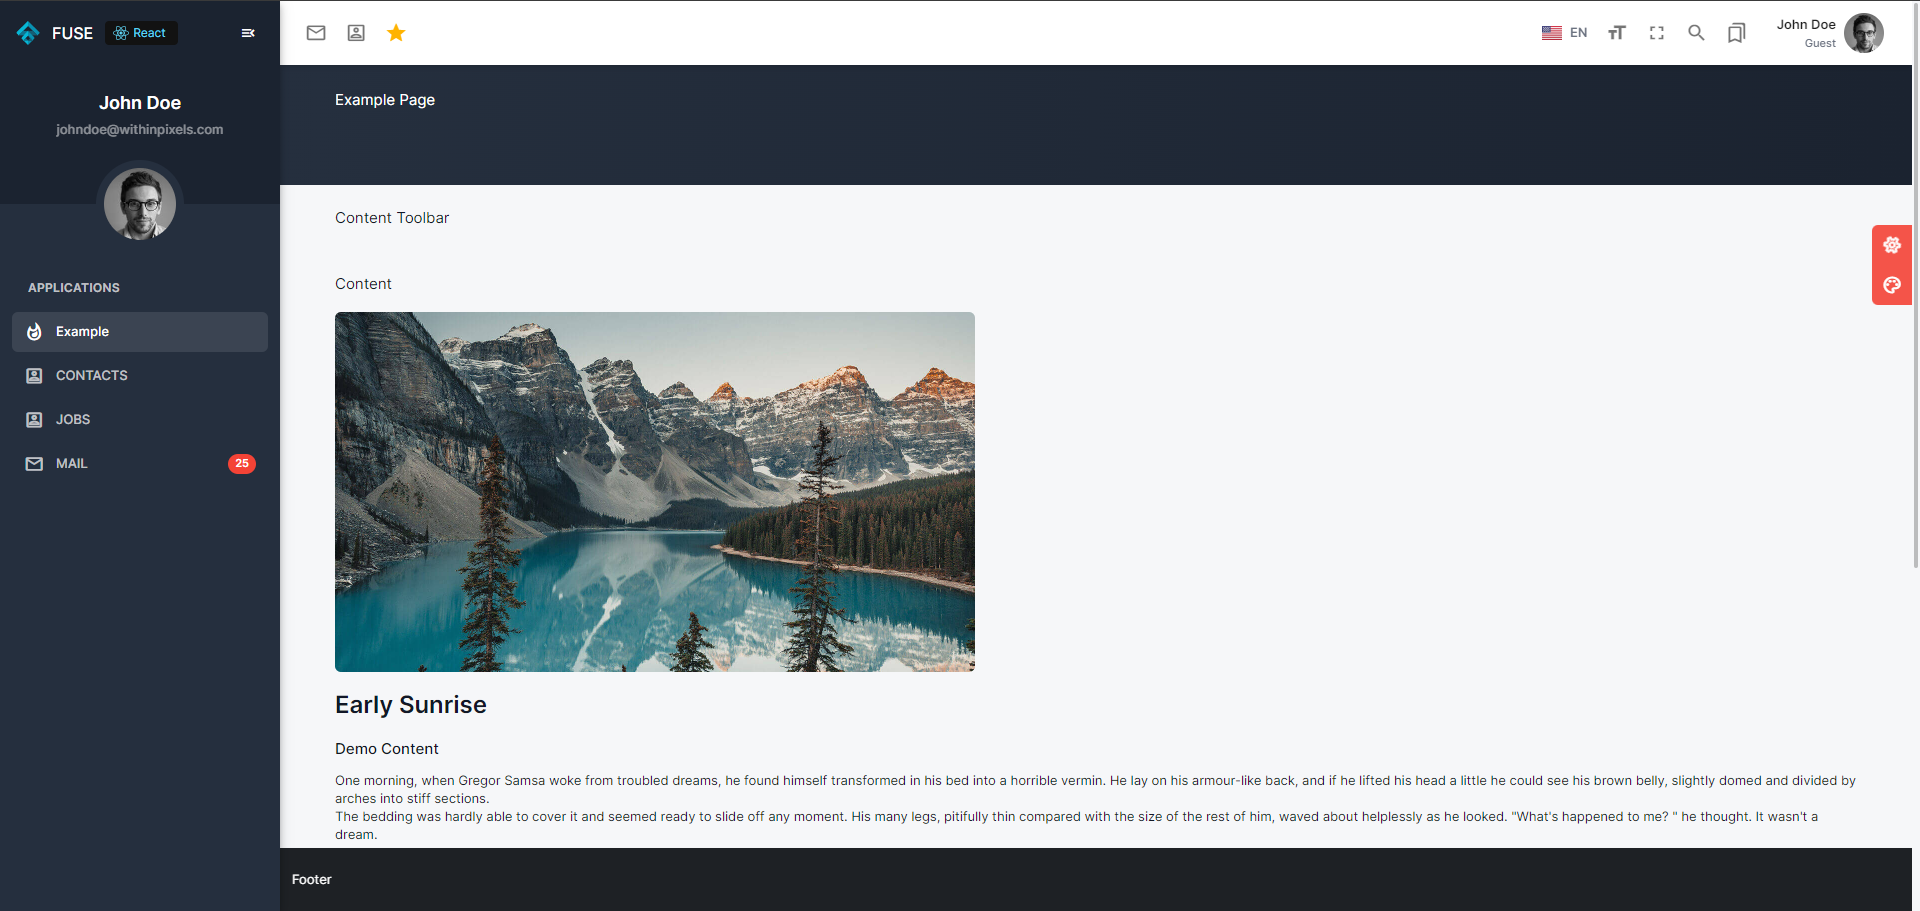 FUSE
React
EN
John Doe
Guest
John Doe
johndoe@withinpixels.com
APPLICATIONS
Example
CONTACTS
JOBS
MAIL
25
Example Page
Content Toolbar
Content
Early Sunrise
Demo Content
One morning, when Gregor Samsa woke from troubled dreams, he found himself transformed in his bed into a horrible vermin. He lay on his armour-like back, and if he lifted his head a little he could see his brown belly, slightly domed and divided by
arches into stiff sections.
The bedding was hardly able to cover it and seemed ready to slide off any moment. His many legs, pitifully thin compared with the size of the rest of him, waved about helplessly as he looked. "What's happened to me? " he thought. It wasn't a
dream.
Footer